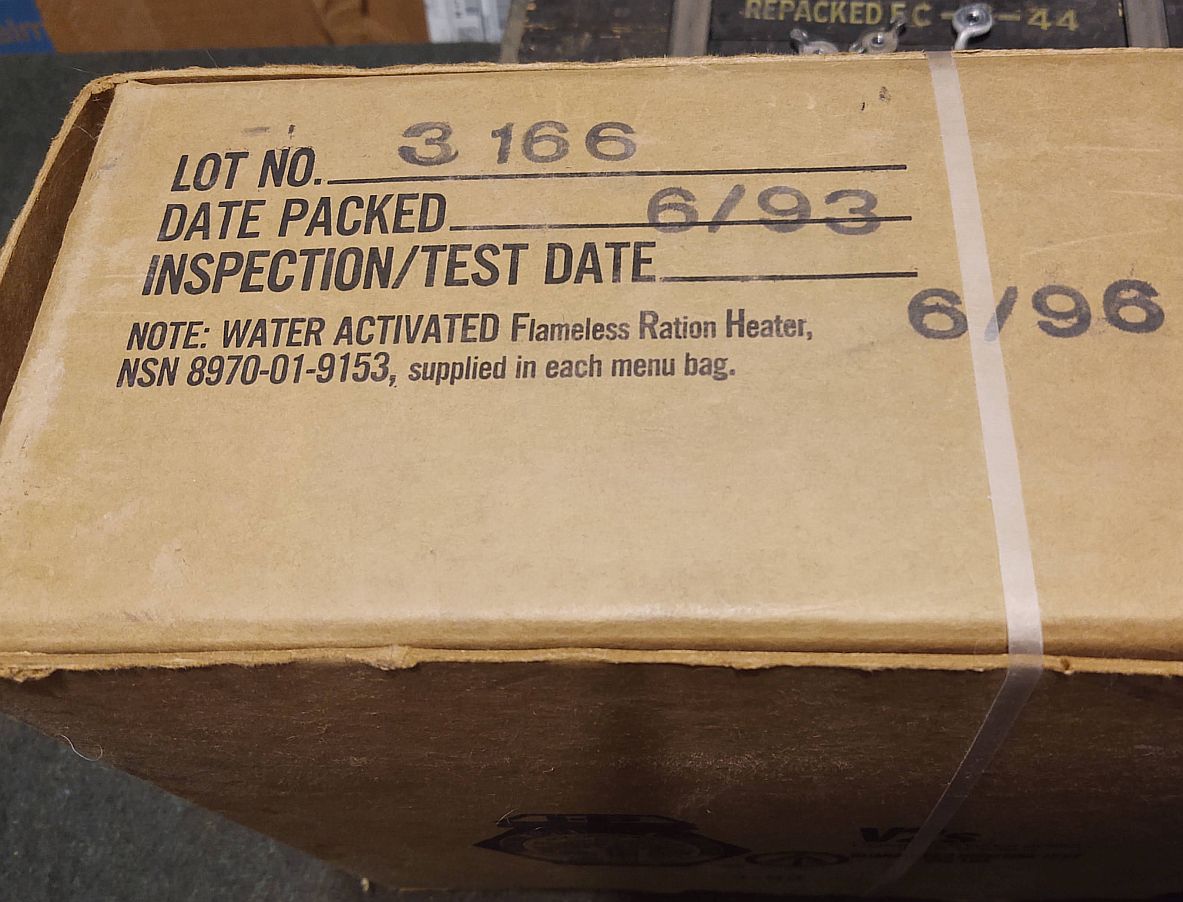 REPACKED
-44
LOT NO. 3 166
DATE PACKED 6/93
INSPECTION/TEST DATE 6/96
NOTE: WATER ACTIVATED Flameless Ration Heater,
NSN 8970-01-9153, supplied in each menu bag.